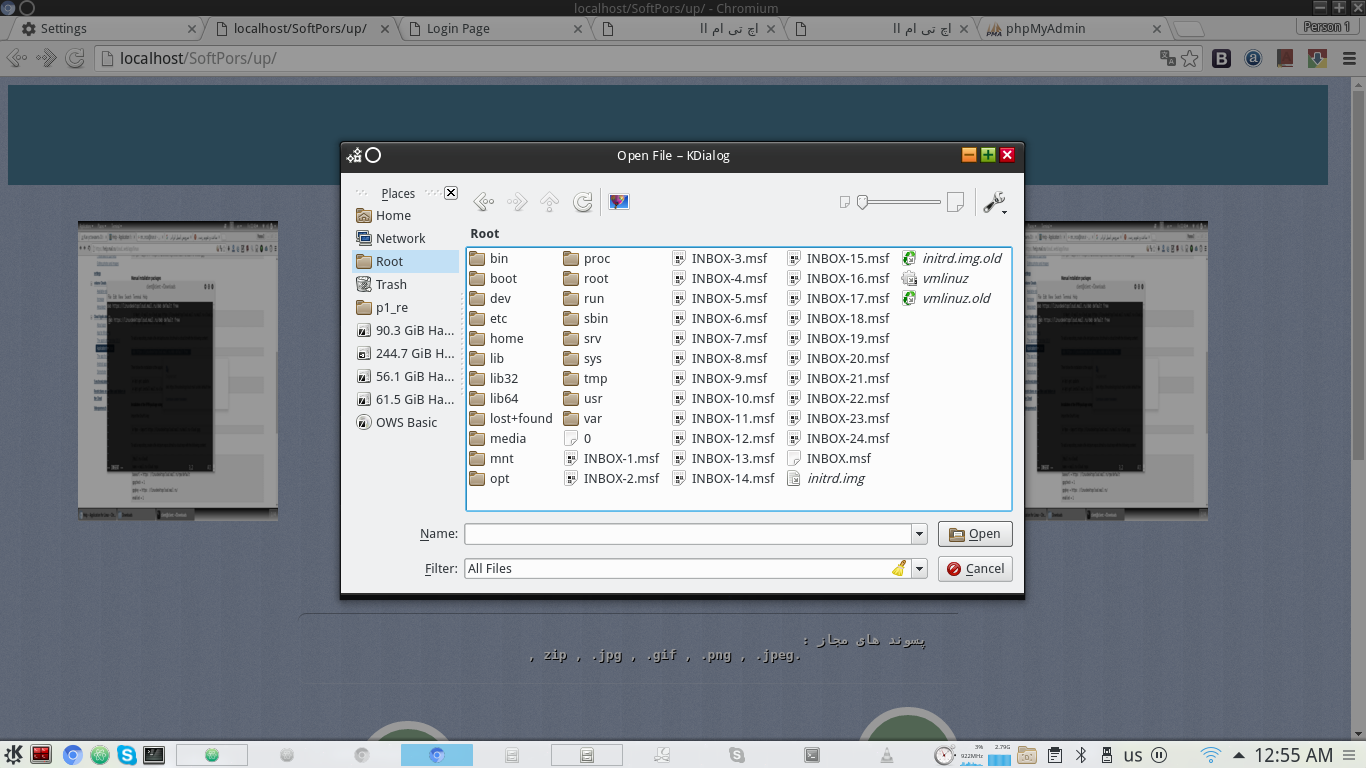 localhost/SoftPors/up/ - Chromium
Settings
localhost/SoftPors/up/
Login Page
اچ تی ام اا
اچ تی ام اا
phpMyAdmin
Person 1
localhost/SoftPors/up/
Open File – KDialog
Places
Home
Network
Root
Trash
p1_re
90.3 GiB Ha...
244.7 GiB H...
56.1 GiB Ha...
61.5 GiB Ha...
OWS Basic
Root
bin
boot
dev
etc
home
lib
lib32
lib64
lost+found
media
mnt
opt
proc
root
run
sbin
srv
sys
tmp
usr
var
0
INBOX-1.msf
INBOX-2.msf
INBOX-3.msf
INBOX-4.msf
INBOX-5.msf
INBOX-6.msf
INBOX-7.msf
INBOX-8.msf
INBOX-9.msf
INBOX-10.msf
INBOX-11.msf
INBOX-12.msf
INBOX-13.msf
INBOX-14.msf
INBOX-15.msf
INBOX-16.msf
INBOX-17.msf
INBOX-18.msf
INBOX-19.msf
INBOX-20.msf
INBOX-21.msf
INBOX-22.msf
INBOX-23.msf
INBOX-24.msf
INBOX.msf
initrd.img
initrd.img.old
vmlinuz
vmlinuz.old
Name:
Open
Filter:
All Files
Cancel
پسوند های مجاز :
, zip , .jpg , .gif , .png , .jpeg.
3%
922MHz
2.79G
us
12:55 AM